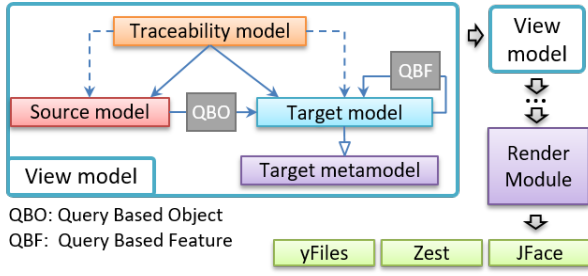 Traceability model
QBF
Source model
QBO
Target model
Target metamodel
View model
QBO: Query Based Object
QBF: Query Based Feature
View
model
...
Render
Module
yFiles
Zest
JFace